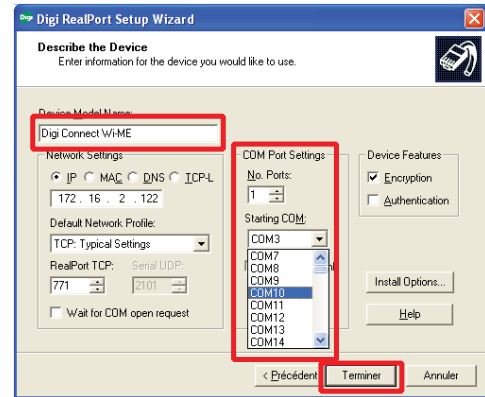 Digi RealPort Setup Wizard
Describe the Device
Enter information for the device you would like to use.
Device Model Name:
Digi Connect Wi-ME
Network Settings
IP MAC DNS TCP-L
172 . 16 . 2 . 122
Default Network Profile:
TCP: Typical Settings
RealPort TCP: Serial UDP:
771 2101
Wait for COM open request
COM Port Settings
No. Ports:
1
Starting COM:
COM3
COM7
COM8
COM9
COM10
COM11
COM12
COM13
COM14
Device Features
Encryption
Authentication
Install Options...
Help
< Précédent Terminer Annuler